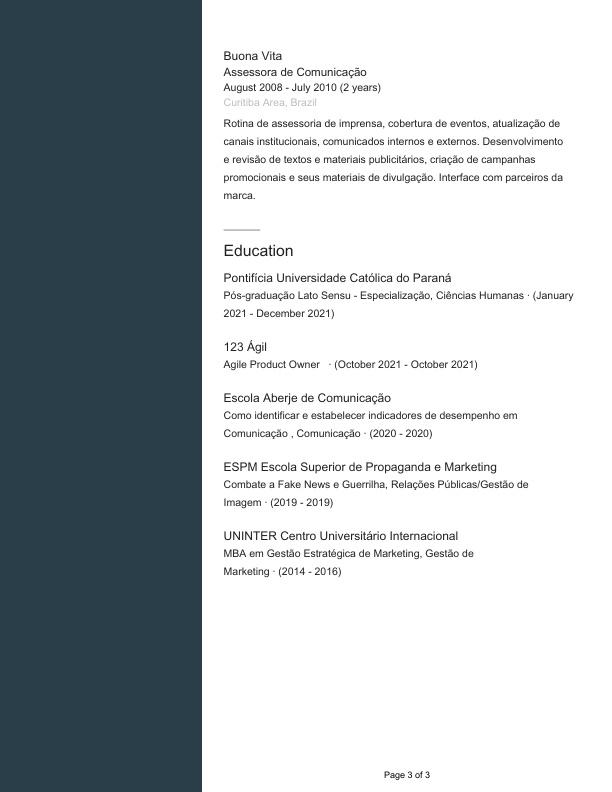 Buona Vita
Assessora de Comunicação
August 2008 - July 2010 (2 years)
Curitiba Area, Brazil
Rotina de assessoria de imprensa, cobertura de eventos, atualização de
canais institucionais, comunicados internos e externos. Desenvolvimento
e revisão de textos e materiais publicitários, criação de campanhas
promocionais e seus materiais de divulgação. Interface com parceiros da
marca.
Education
Pontifícia Universidade Católica do Paraná
Pós-graduação Lato Sensu - Especialização, Ciências Humanas · (January
2021 - December 2021)
123 Ágil
Agile Product Owner · (October 2021 - October 2021)
Escola Aberje de Comunicação
Como identificar e estabelecer indicadores de desempenho em
Comunicação , Comunicação · (2020 - 2020)
ESPM Escola Superior de Propaganda e Marketing
Combate a Fake News e Guerrilha, Relações Públicas/Gestão de
Imagem · (2019 - 2019)
UNINTER Centro Universitário Internacional
MBA em Gestão Estratégica de Marketing, Gestão de
Marketing · (2014 - 2016)
Page 3 of 3